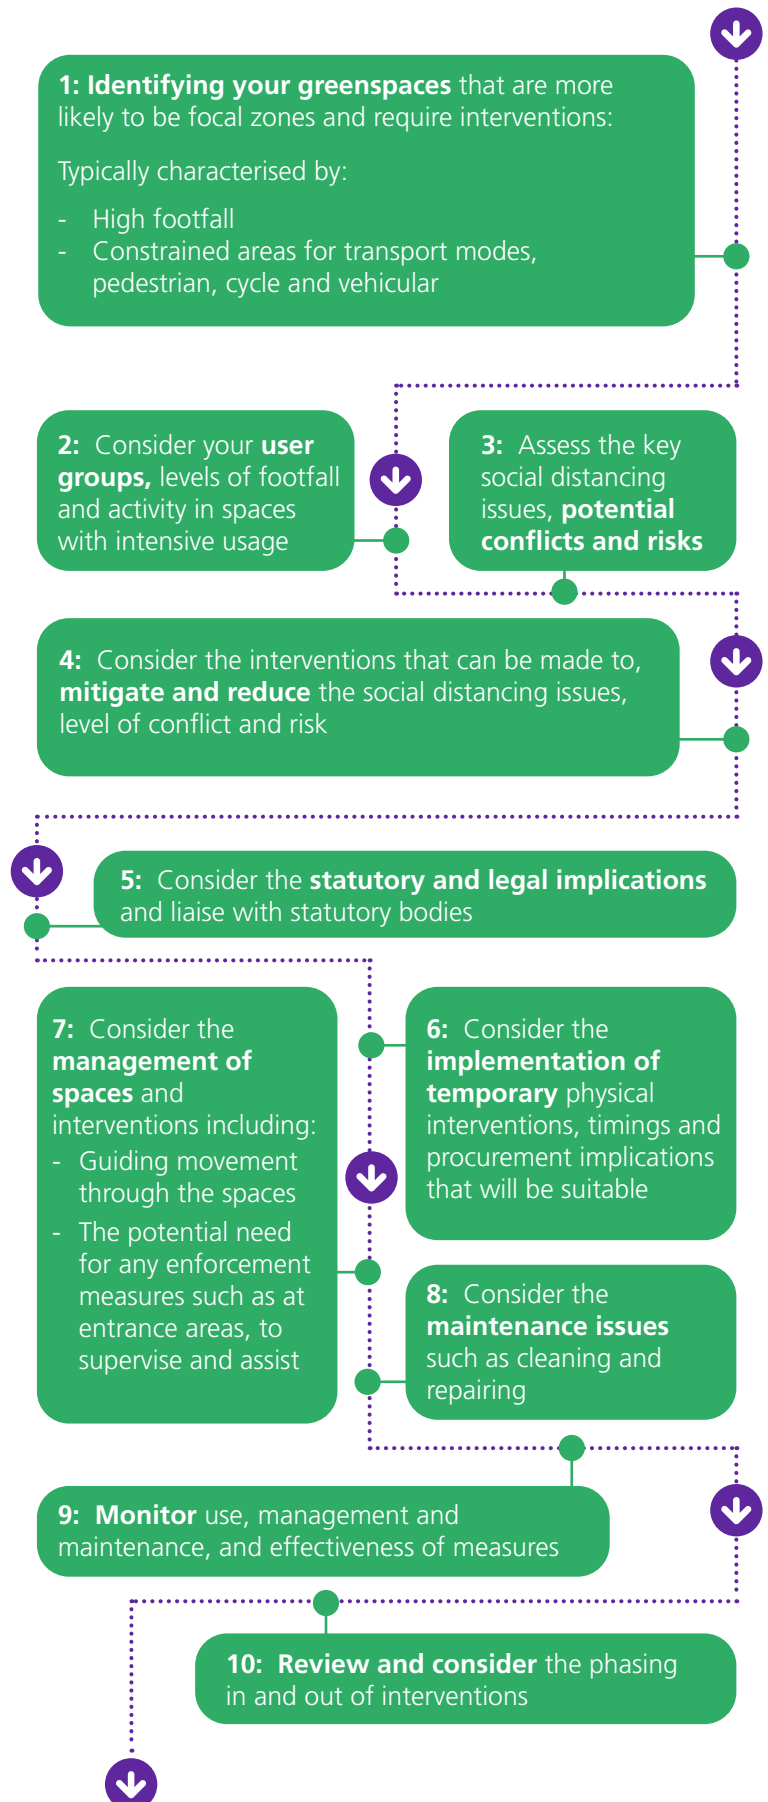 1: Identifying your greenspaces that are more
likely to be focal zones and require interventions:
Typically characterised by:
- High footfall
- Constrained areas for transport modes,
pedestrian, cycle and vehicular
2: Consider your user
groups, levels of footfall
and activity in spaces
with intensive usage
3: Assess the key
social distancing
issues, potential
conflicts and risks
4: Consider the interventions that can be made to,
mitigate and reduce the social distancing issues,
level of conflict and risk
5: Consider the statutory and legal implications
and liaise with statutory bodies
6: Consider the
implementation of
temporary physical
interventions, timings and
procurement implications
that will be suitable
7: Consider the
management of
spaces and
interventions including:
- Guiding movement
through the spaces
- The potential need
for any enforcement
measures such as at
entrance areas, to
supervise and assist
8: Consider the
maintenance issues
such as cleaning and
repairing
9: Monitor use, management and
maintenance, and effectiveness of measures
10: Review and consider the phasing
in and out of interventions